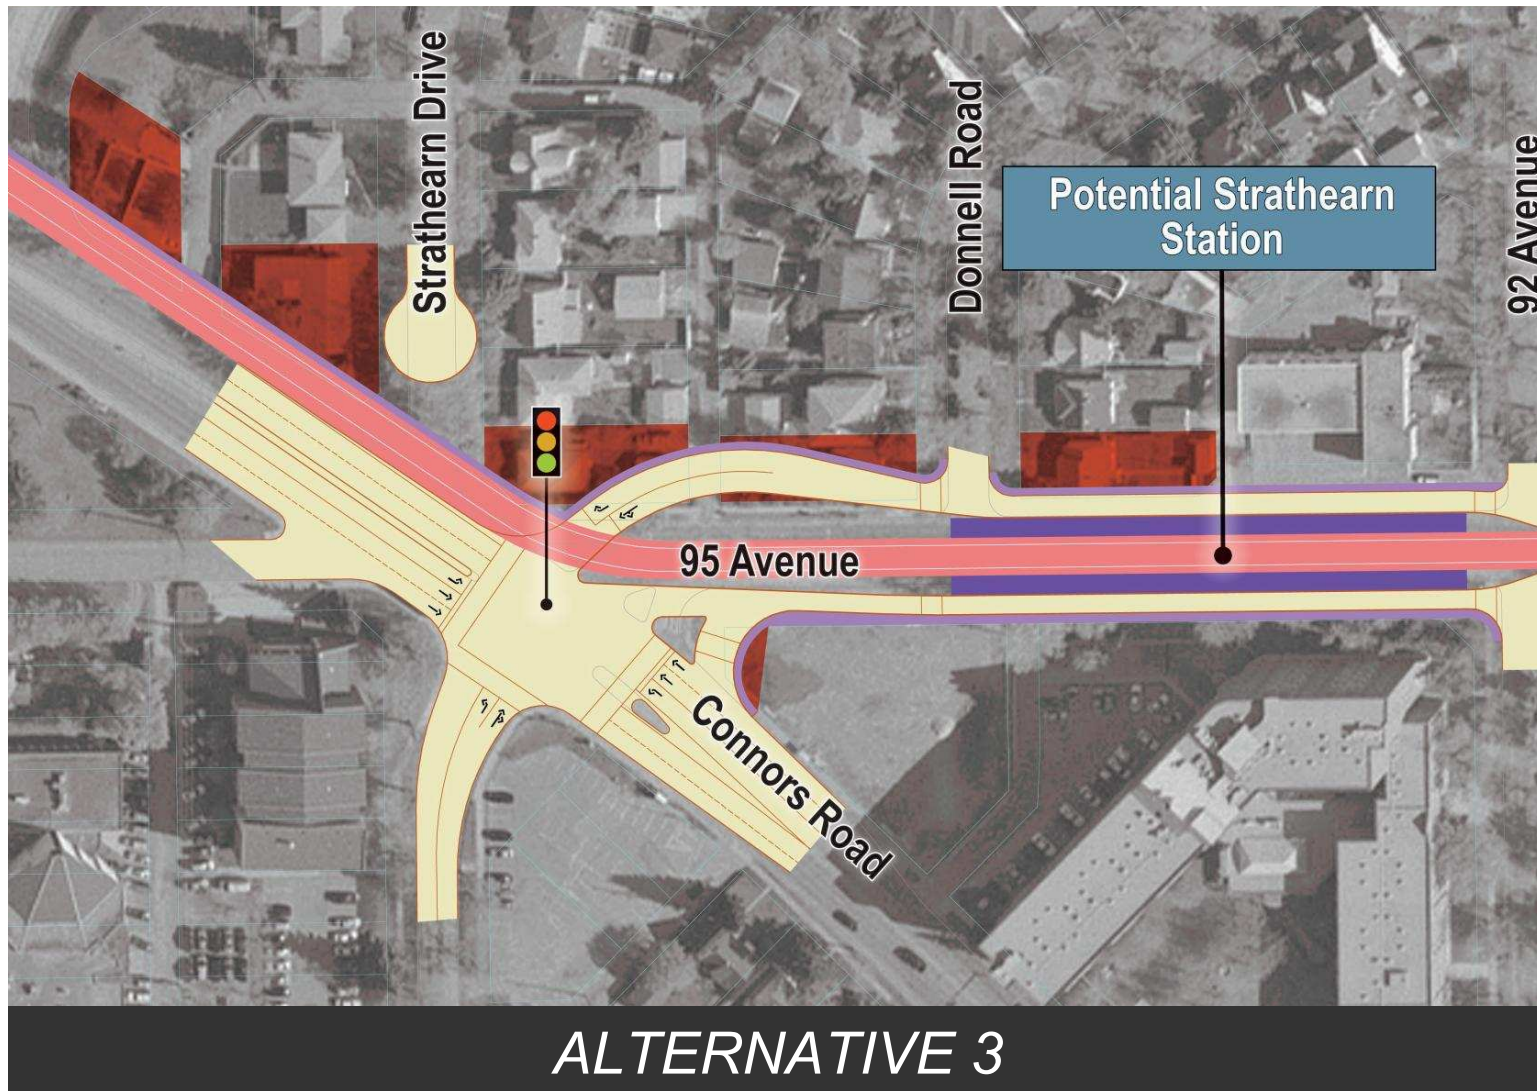 Strathearn Drive
Donnell Road
Potential Strathearn
Station
92 Avenue
95 Avenue
Connors Road
ALTERNATIVE 3